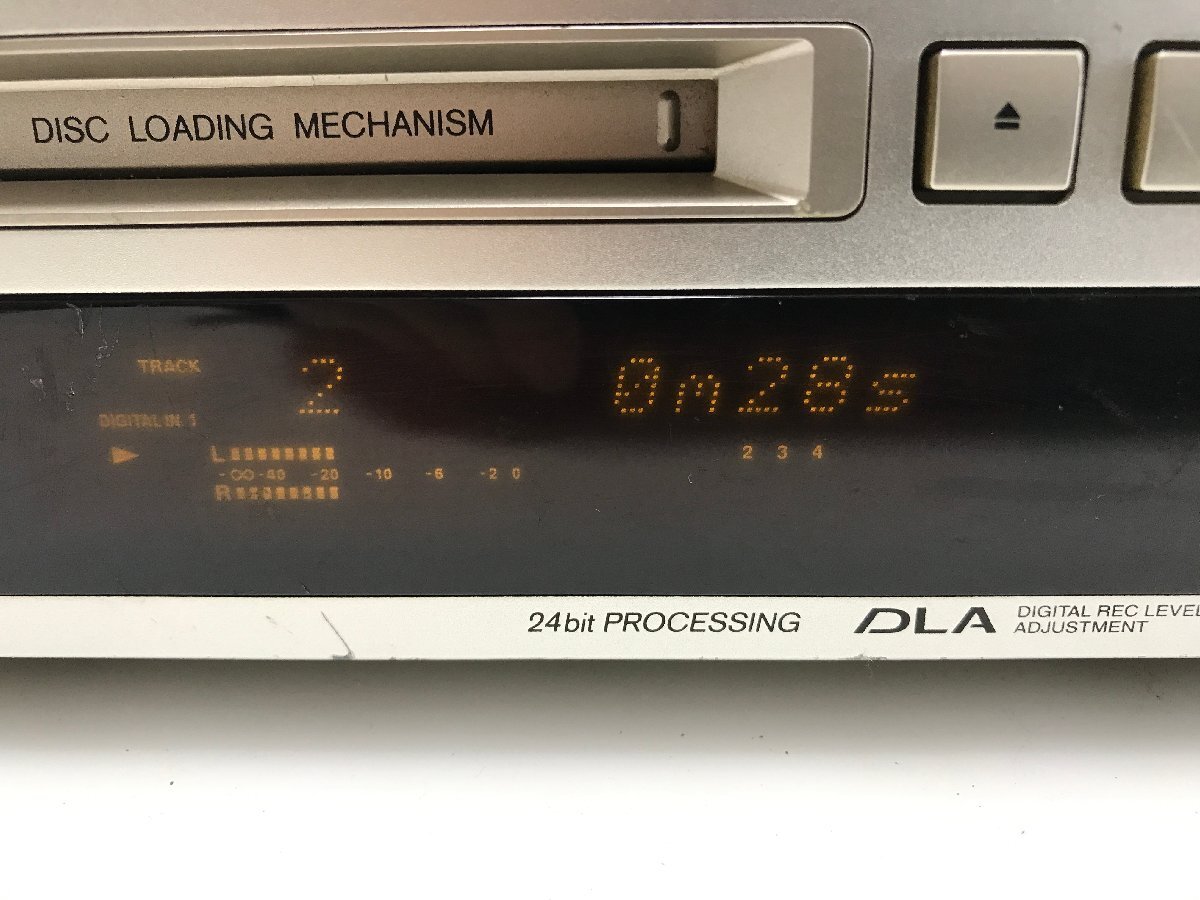 DISC LOADING MECHANISM
TRACK 2 0m28s
DIGITAL IN 1
L
-∞ -40 -20 -10 -6 -2 0
R
2 3 4
24bit PROCESSING
DLA DIGITAL REC LEVEL
ADJUSTMENT